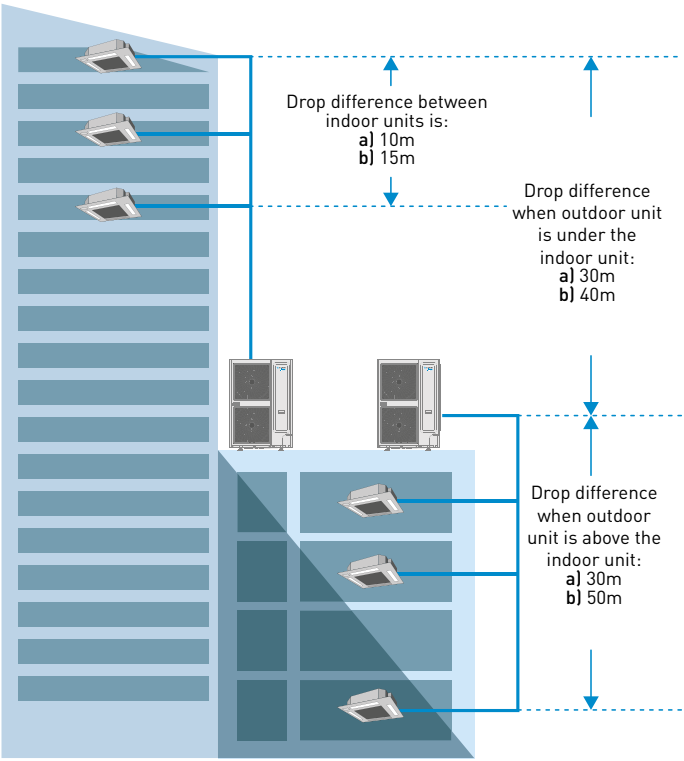 Drop difference between
indoor units is:
a) 10m
b) 15m
Drop difference
when outdoor unit
is under the
indoor unit:
a) 30m
b) 40m
Drop difference
when outdoor
unit is above the
indoor unit:
a) 30m
b) 50m